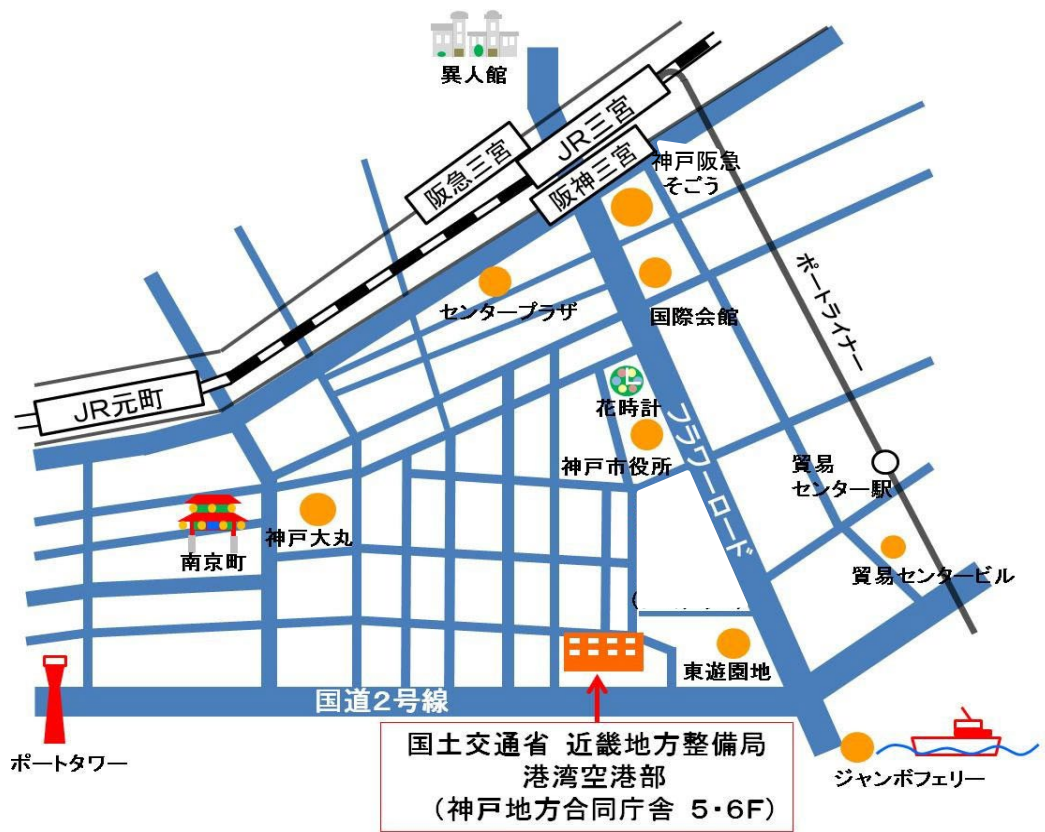 異人館
JR三宮
阪急三宮
阪神三宮
神戸阪急
そごう
センタープラザ
国際会館
ポートライナー
JR元町
花時計
フラワーロード
神戸市役所
貿易
センター駅
神戸大丸
南京町
貿易センタービル
東遊園地
国道2号線
ポートタワー
ジャンボフェリー
国土交通省 近畿地方整備局
港湾空港部
(神戸地方合同庁舎 5・6F)